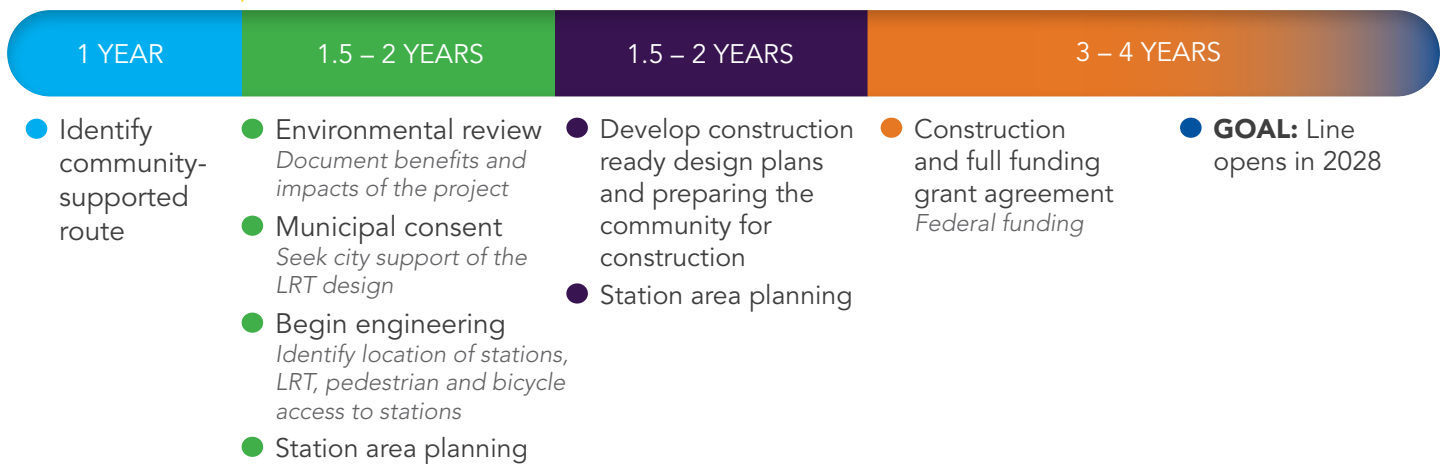 1 YEAR
1.5 – 2 YEARS
1.5 – 2 YEARS
3 – 4 YEARS
Identify
community-
supported
route
Environmental review
Document benefits and
impacts of the project
Municipal consent
Seek city support of the
LRT design
Begin engineering
Identify location of stations,
LRT, pedestrian and bicycle
access to stations
Station area planning
Develop construction
ready design plans
and preparing the
community for
construction
Station area planning
Construction
and full funding
grant agreement
Federal funding
GOAL: Line
opens in 2028